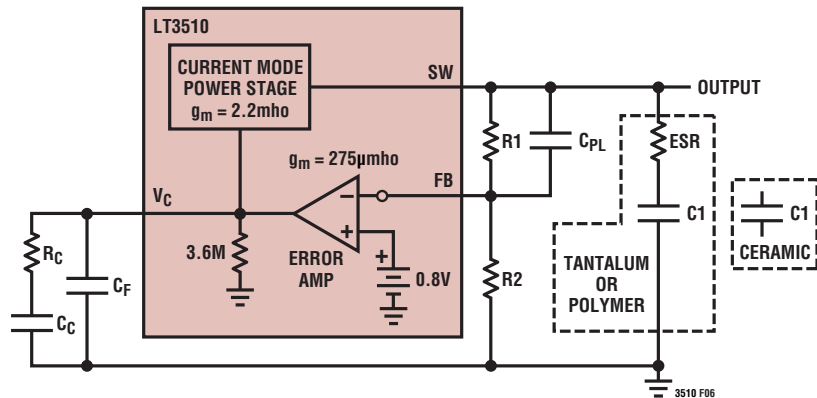 LT3510
CURRENT MODE
POWER STAGE
gm = 2.2mho
SW
OUTPUT
R1
CPL
ESR
gm = 275µmho
FB
VC
C1
C1
CERAMIC
RC
CF
CC
3.6M
ERROR
AMP
0.8V
R2
TANTALUM
OR
POLYMER
3510 F06